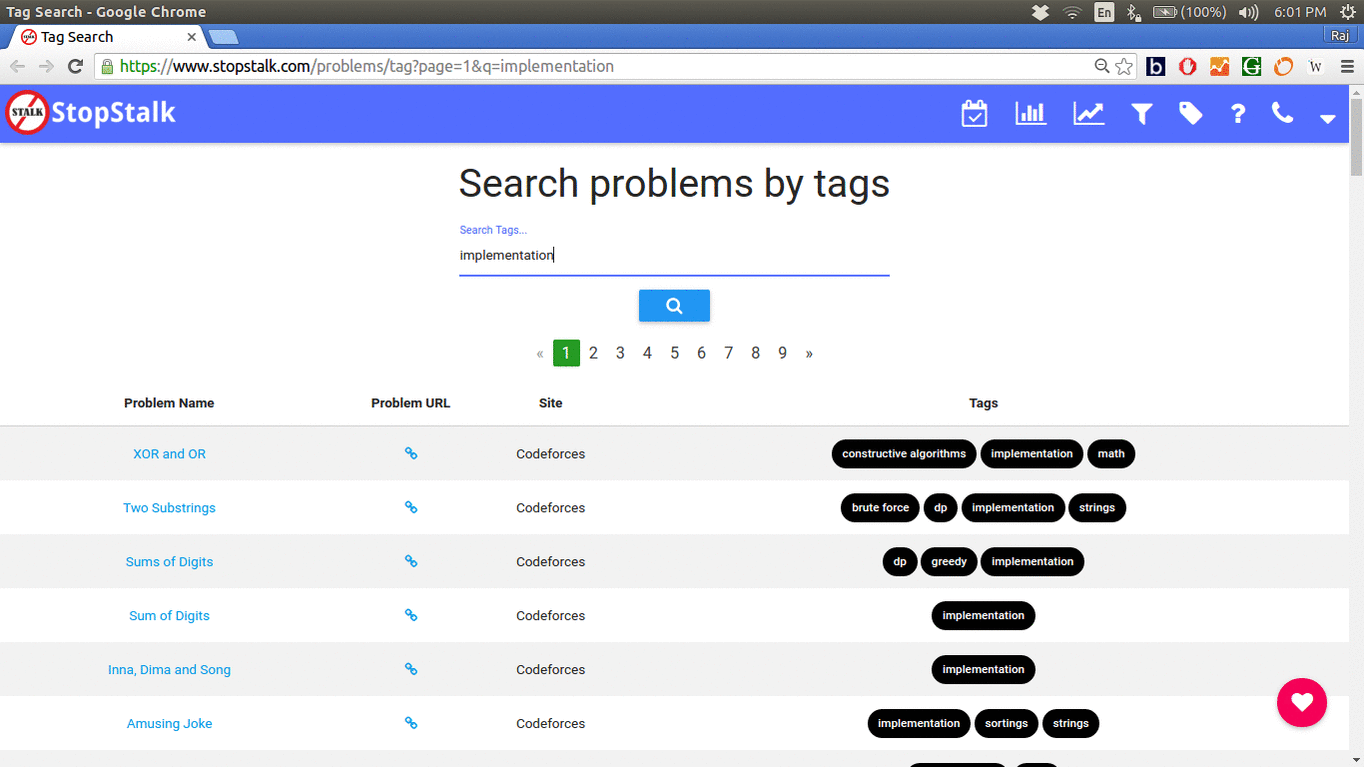 Tag Search - Google Chrome En (100%) 6:01 PM
Tag Search Raj
https://www.stopstalk.com/problems/tag?page=1&q=implementation b G W
STALK StopStalk ?
Search problems by tags
Search Tags...
implementation
« 1 2 3 4 5 6 7 8 9 »
Problem Name Problem URL Site Tags
XOR and OR Codeforces constructive algorithms implementation math
Two Substrings Codeforces brute force dp implementation strings
Sums of Digits Codeforces dp greedy implementation
Sum of Digits Codeforces implementation
Inna, Dima and Song Codeforces implementation
Amusing Joke Codeforces implementation sortings strings